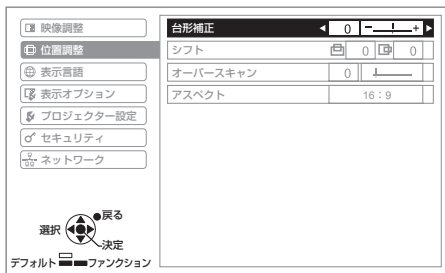 映像調整
位置調整
表示言語
表示オプション
プロジェクター設定
セキュリティ
ネットワーク
台形補正 0 - +
シフト 0 0
オーバースキャン 0
アスペクト 16：9
戻る
選択
決定
デフォルト ファンクション